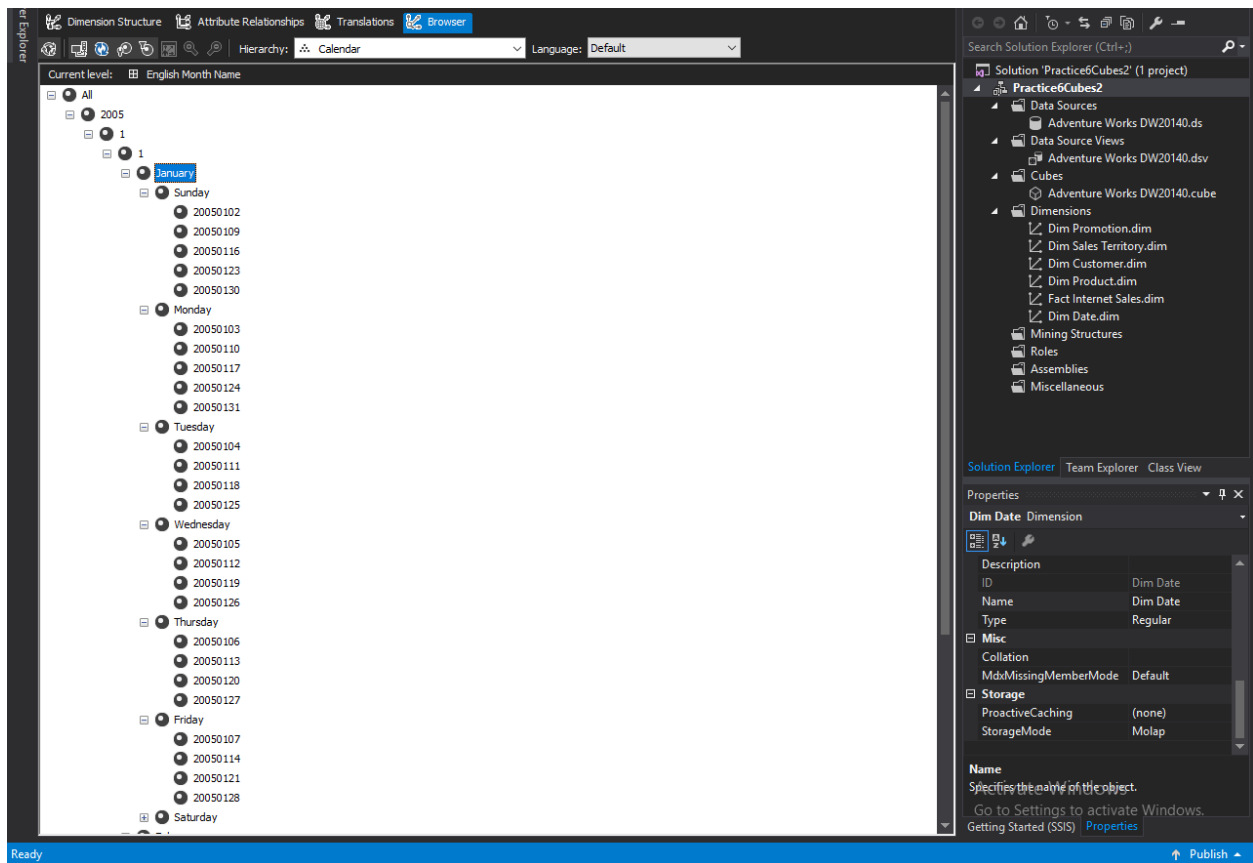 er Explorer
Dimension Structure Attribute Relationships Translations Browser
Hierarchy: Calendar Language: Default
Current level: English Month Name
All
2005
1
1
January
Sunday
20050102
20050109
20050116
20050123
20050130
Monday
20050103
20050110
20050117
20050124
20050131
Tuesday
20050104
20050111
20050118
20050125
Wednesday
20050105
20050112
20050119
20050126
Thursday
20050106
20050113
20050120
20050127
Friday
20050107
20050114
20050121
20050128
Saturday
Search Solution Explorer (Ctrl+;)
Solution 'Practice6Cubes2' (1 project)
Practice6Cubes2
Data Sources
Adventure Works DW20140.ds
Data Source Views
Adventure Works DW20140.dsv
Cubes
Adventure Works DW20140.cube
Dimensions
Dim Promotion.dim
Dim Sales Territory.dim
Dim Customer.dim
Dim Product.dim
Fact Internet Sales.dim
Dim Date.dim
Mining Structures
Roles
Assemblies
Miscellaneous
Solution Explorer Team Explorer Class View
Properties
Dim Date Dimension
Description
ID Dim Date
Name Dim Date
Type Regular
Misc
Collation
MdxMissingMemberMode Default
Storage
ProactiveCaching (none)
StorageMode Molap
Name
Specifies the name of the object.
Activate Windows
Go to Settings to activate Windows.
Getting Started (SSIS) Properties
Ready
Publish